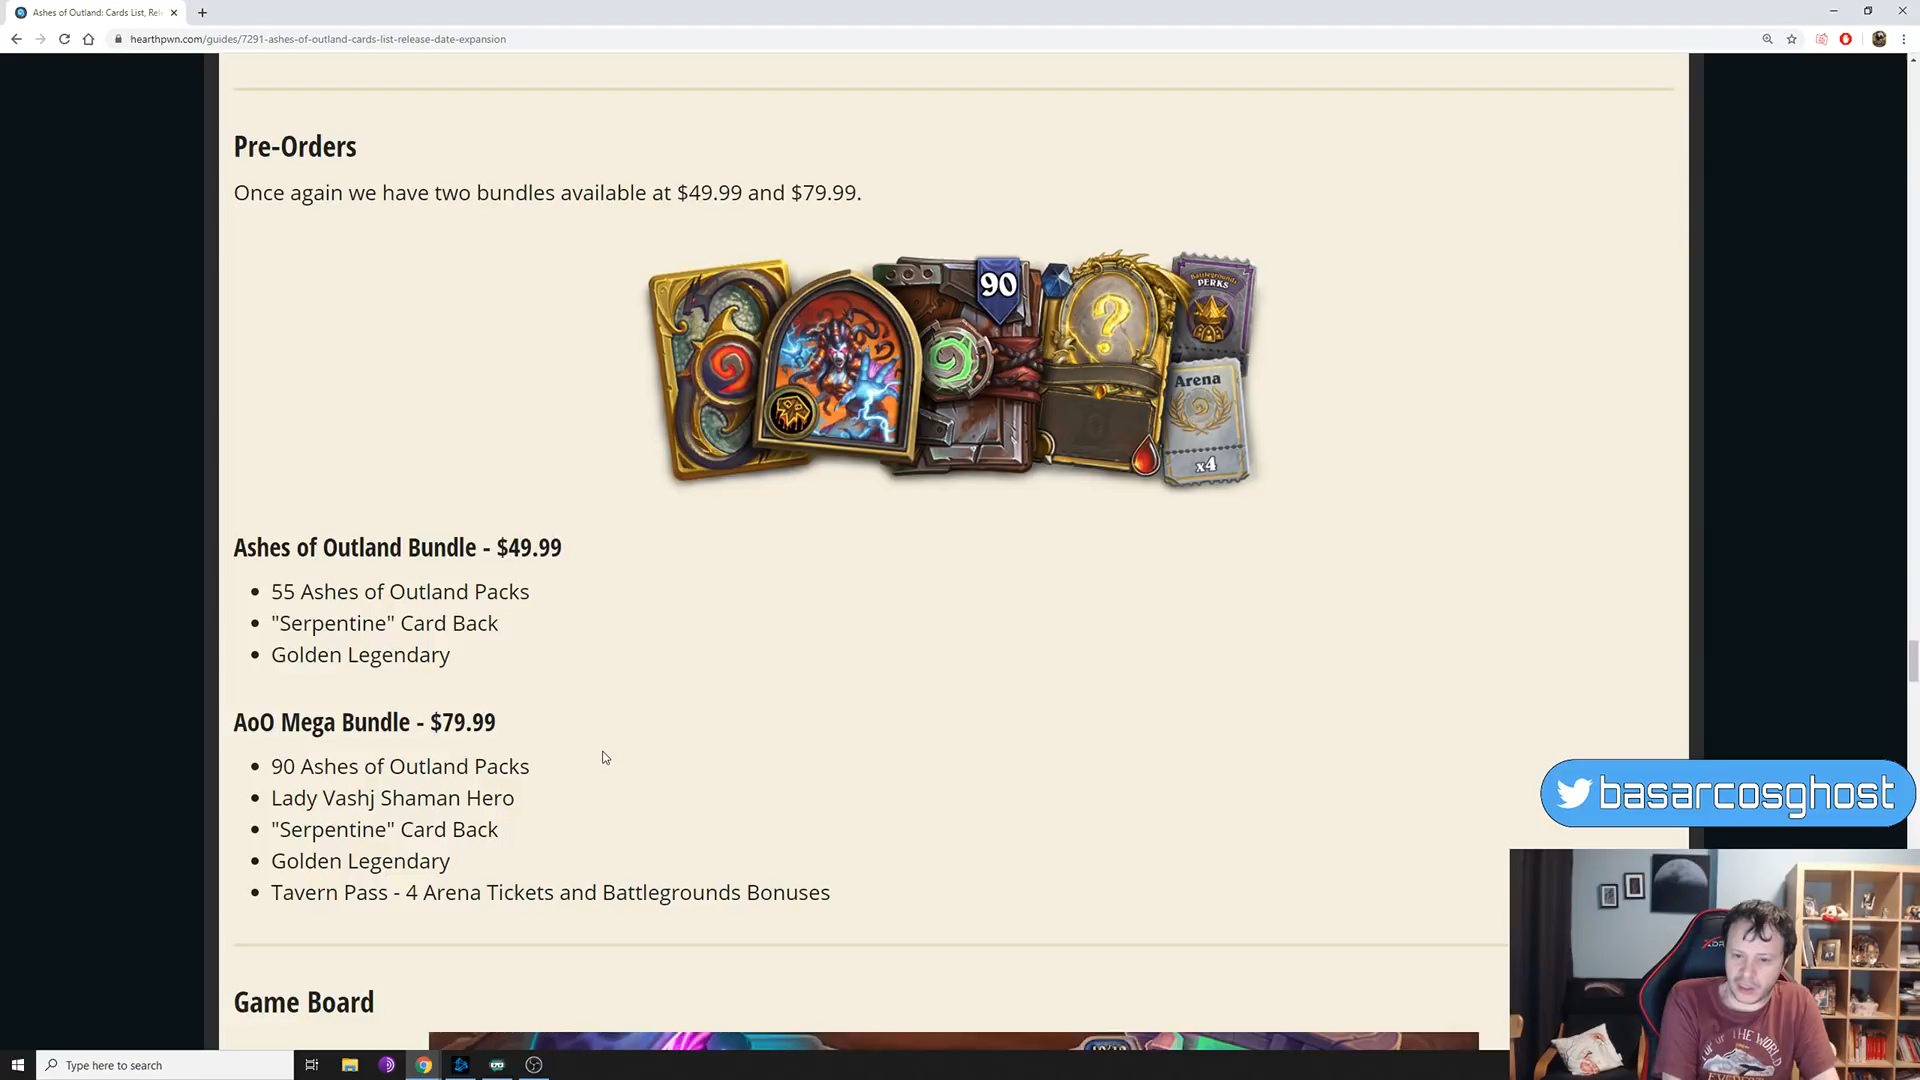 Ashes of Outland: Cards List, Rel
hearthpwn.com/guides/7291-ashes-of-outland-cards-list-release-date-expansion
Pre-Orders
Once again we have two bundles available at $49.99 and $79.99.
90
?
Battlegrounds
PERKS
Arena
x4
Ashes of Outland Bundle - $49.99
• 55 Ashes of Outland Packs
• "Serpentine" Card Back
• Golden Legendary
AoO Mega Bundle - $79.99
• 90 Ashes of Outland Packs
• Lady Vashj Shaman Hero
• "Serpentine" Card Back
• Golden Legendary
• Tavern Pass - 4 Arena Tickets and Battlegrounds Bonuses
basarcosghost
Game Board
Type here to search